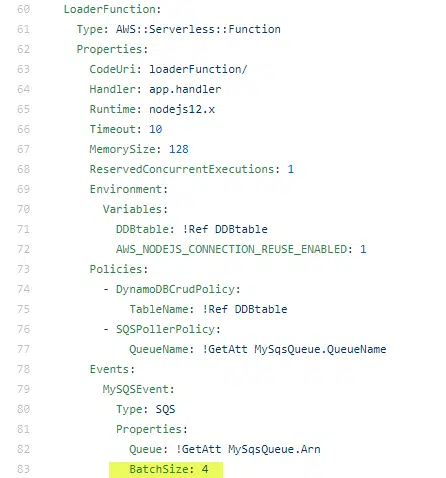 60 LoaderFunction:
61 Type: AWS::Serverless::Function
62 Properties:
63 CodeUri: loaderFunction/
64 Handler: app.handler
65 Runtime: nodejs12.x
66 Timeout: 10
67 MemorySize: 128
68 ReservedConcurrentExecutions: 1
69 Environment:
70 Variables:
71 DDBtable: !Ref DDBtable
72 AWS_NODEJS_CONNECTION_REUSE_ENABLED: 1
73 Policies:
74 - DynamoDBCrudPolicy:
75 TableName: !Ref DDBtable
76 - SQSPollerPolicy:
77 QueueName: !GetAtt MySqsQueue.QueueName
78 Events:
79 MySQSEvent:
80 Type: SQS
81 Properties:
82 Queue: !GetAtt MySqsQueue.Arn
83 BatchSize: 4